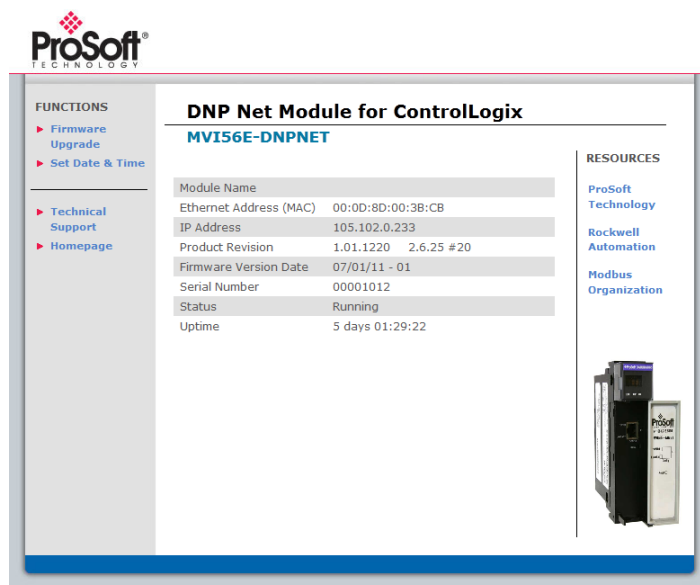 ProSoft®
TECHNOLOGY
FUNCTIONS
Firmware
Upgrade
Set Date & Time
Technical
Support
Homepage
DNP Net Module for ControlLogix
MVI56E-DNPNET
Module Name
Ethernet Address (MAC) 00:0D:8D:00:3B:CB
IP Address 105.102.0.233
Product Revision 1.01.1220 2.6.25 #20
Firmware Version Date 07/01/11 - 01
Serial Number 00001012
Status Running
Uptime 5 days 01:29:22
RESOURCES
ProSoft
Technology
Rockwell
Automation
Modbus
Organization
ProSoft